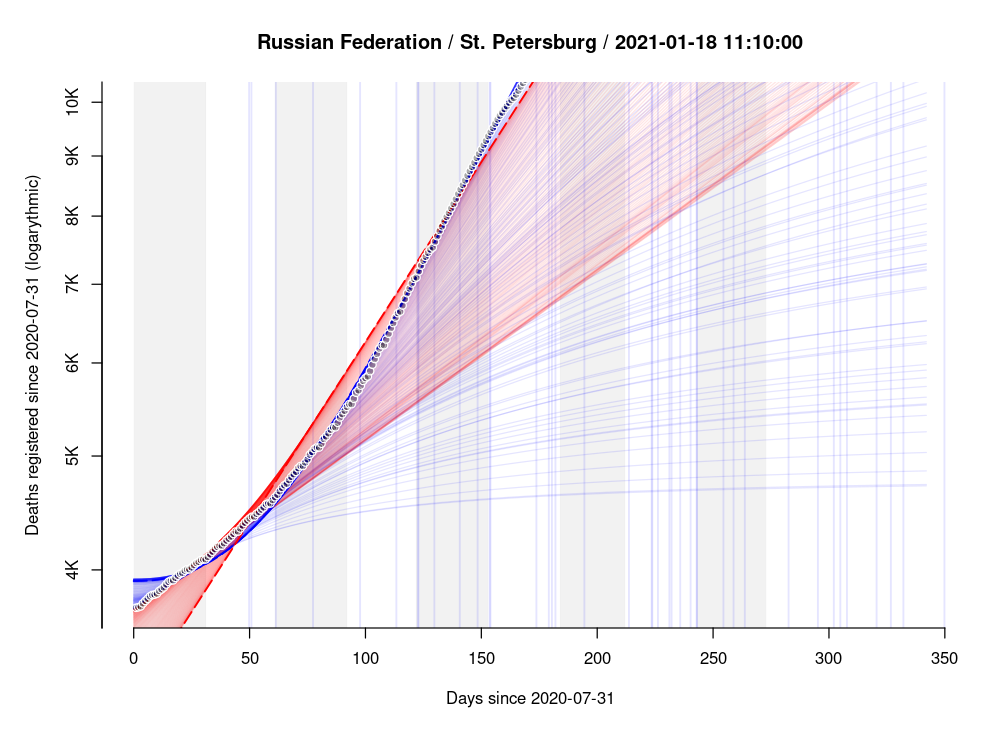 Russian Federation / St. Petersburg / 2021-01-18 11:10:00
Deaths registered since 2020-07-31 (logarythmic)
10K
9K
8K
7K
6K
5K
4K
0 50 100 150 200 250 300 350
Days since 2020-07-31